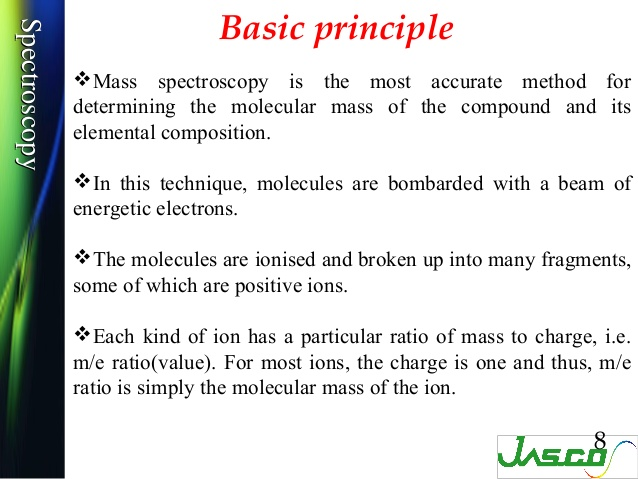 Spectroscopy
Basic principle
❖Mass spectroscopy is the most accurate method for
determining the molecular mass of the compound and its
elemental composition.
❖In this technique, molecules are bombarded with a beam of
energetic electrons.
❖The molecules are ionised and broken up into many fragments,
some of which are positive ions.
❖Each kind of ion has a particular ratio of mass to charge, i.e.
m/e ratio(value). For most ions, the charge is one and thus, m/e
ratio is simply the molecular mass of the ion.
8
JASCO